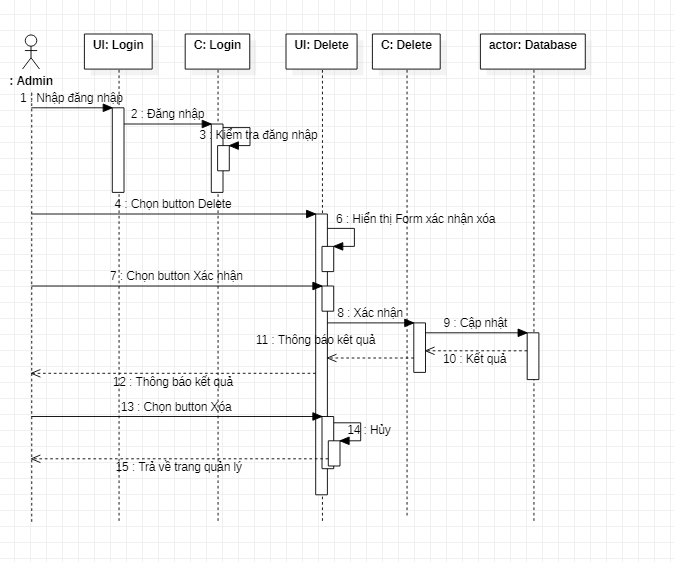 UI: Login
C: Login
UI: Delete
C: Delete
actor: Database
: Admin
1 : Nhập đăng nhập
2 : Đăng nhập
3 : Kiểm tra đăng nhập
4 : Chọn button Delete
6 : Hiển thị Form xác nhận xóa
7 : Chọn button Xác nhận
8 : Xác nhận
9 : Cập nhật
11 : Thông báo kêt quả
10 : Kết quả
12 : Thông báo kết quả
13 : Chọn button Xóa
14 : Hủy
15 : Trả về trang quản lý